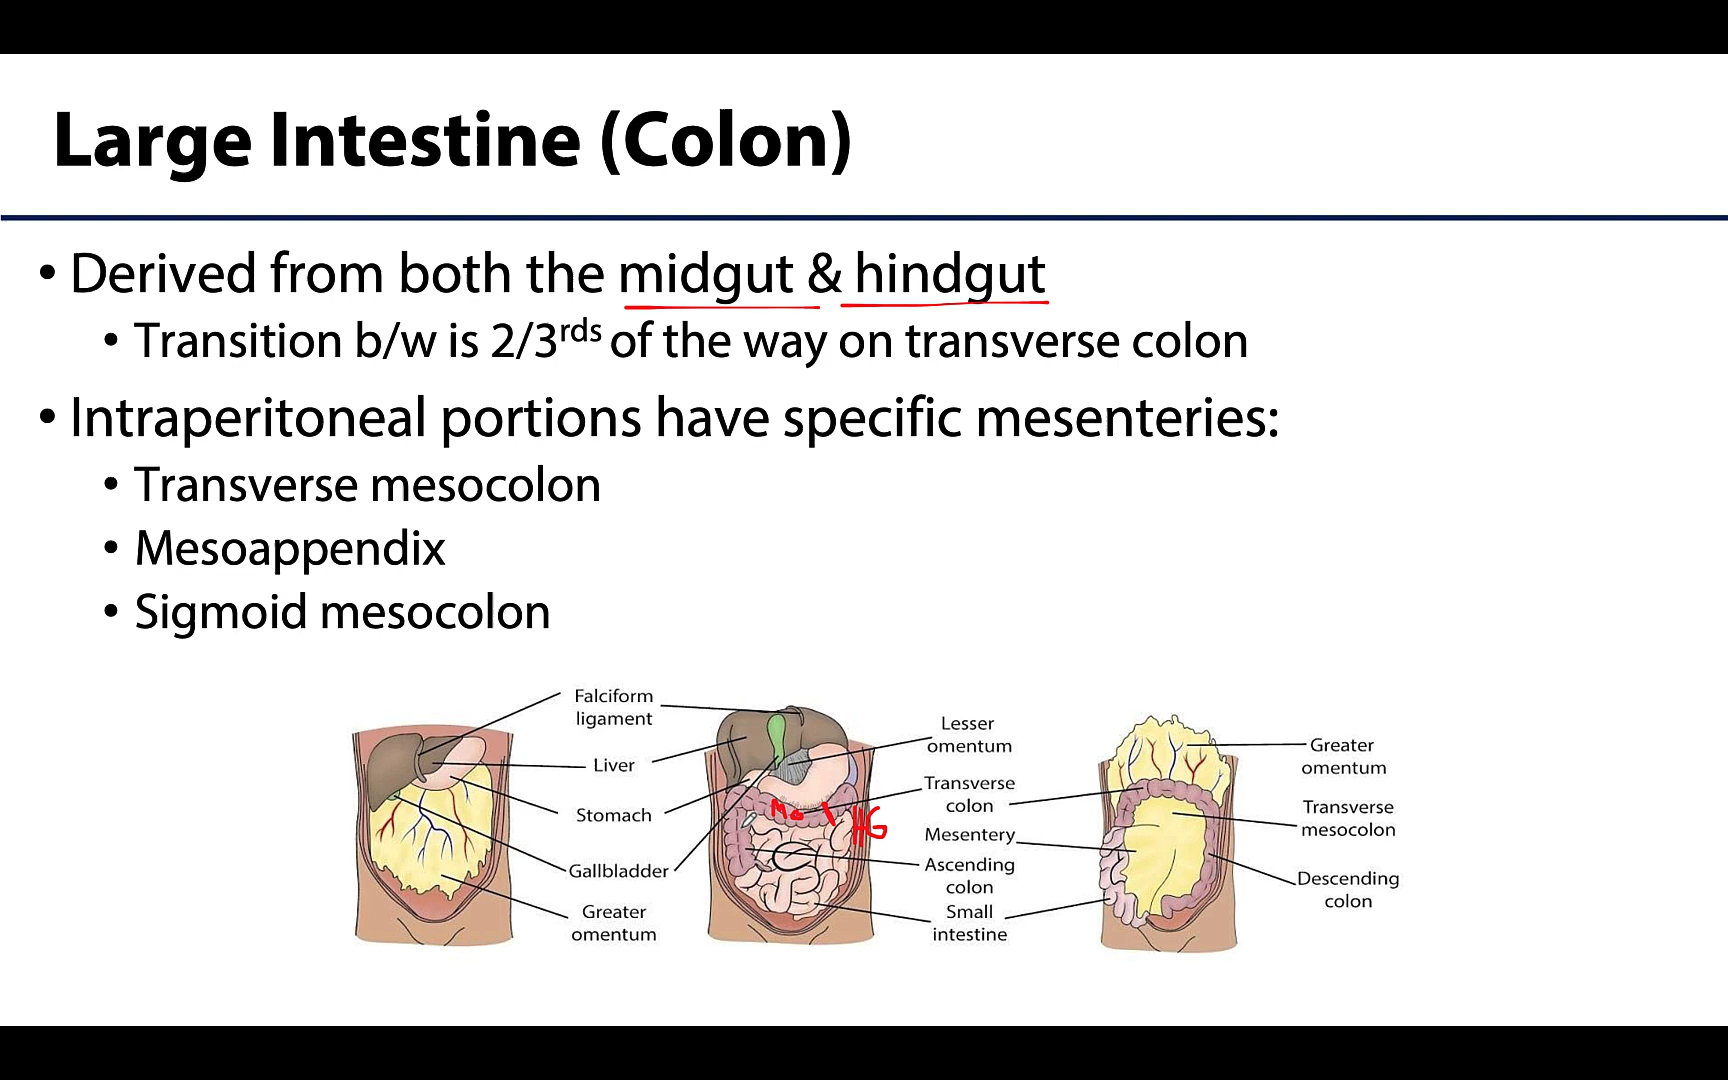 Large Intestine (Colon)
• Derived from both the midgut & hindgut
• Transition b/w is 2/3rds of the way on transverse colon
• Intraperitoneal portions have specific mesenteries:
• Transverse mesocolon
• Mesoappendix
• Sigmoid mesocolon
Falciform
ligament
Liver
Stomach
Gallbladder
Greater
omentum
MG
HG
Lesser
omentum
Transverse
colon
Mesentery
Ascending
colon
Small
intestine
Greater
omentum
Transverse
mesocolon
Descending
colon